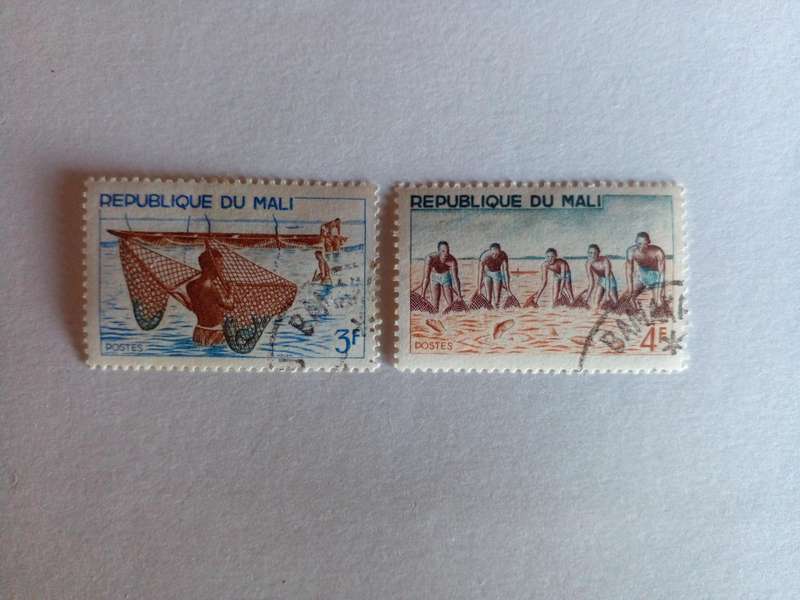 REPUBLIQUE DU MALI
3F
POSTES
REPUBLIQUE DU MALI
4F
POSTES